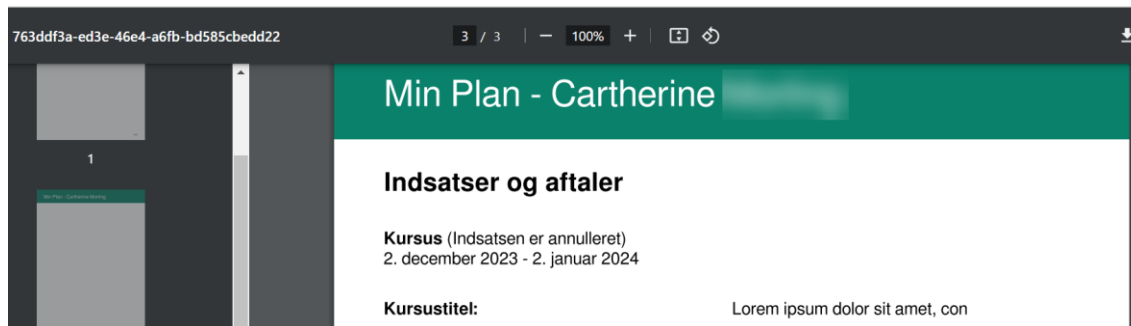 763ddf3a-ed3e-46e4-a6fb-bd585cbedd22
3 / 3
100%
1
Min Plan - Cartherine
Indsatser og aftaler
Kursus (Indsatsen er annulleret)
2. december 2023 - 2. januar 2024
Kursustitel: Lorem ipsum dolor sit amet, con